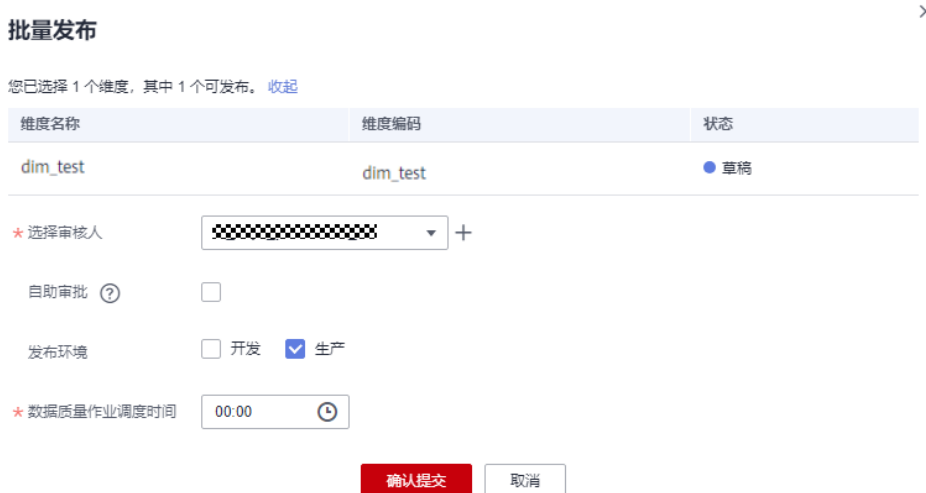 批量发布
您已选择 1 个维度，其中 1 个可发布。 收起
维度名称 维度编码 状态
dim_test dim_test 草稿
* 选择审核人
自助审批 ?
发布环境 开发 生产
* 数据质量作业调度时间 00:00
确认提交 取消